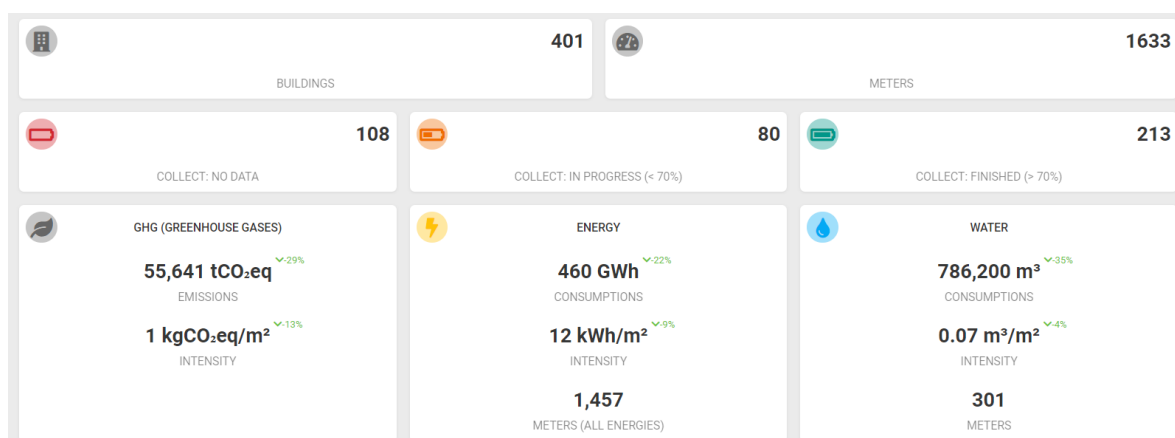 401
BUILDINGS
1633
METERS
108
COLLECT: NO DATA
80
COLLECT: IN PROGRESS (< 70%)
213
COLLECT: FINISHED (> 70%)
GHG (GREENHOUSE GASES)
55,641 tCO₂eq -29%
EMISSIONS
1 kgCO₂eq/m² -13%
INTENSITY
ENERGY
460 GWh -22%
CONSUMPTIONS
12 kWh/m² -9%
INTENSITY
1,457
METERS (ALL ENERGIES)
WATER
786,200 m³ -35%
CONSUMPTIONS
0.07 m³/m² -4%
INTENSITY
301
METERS